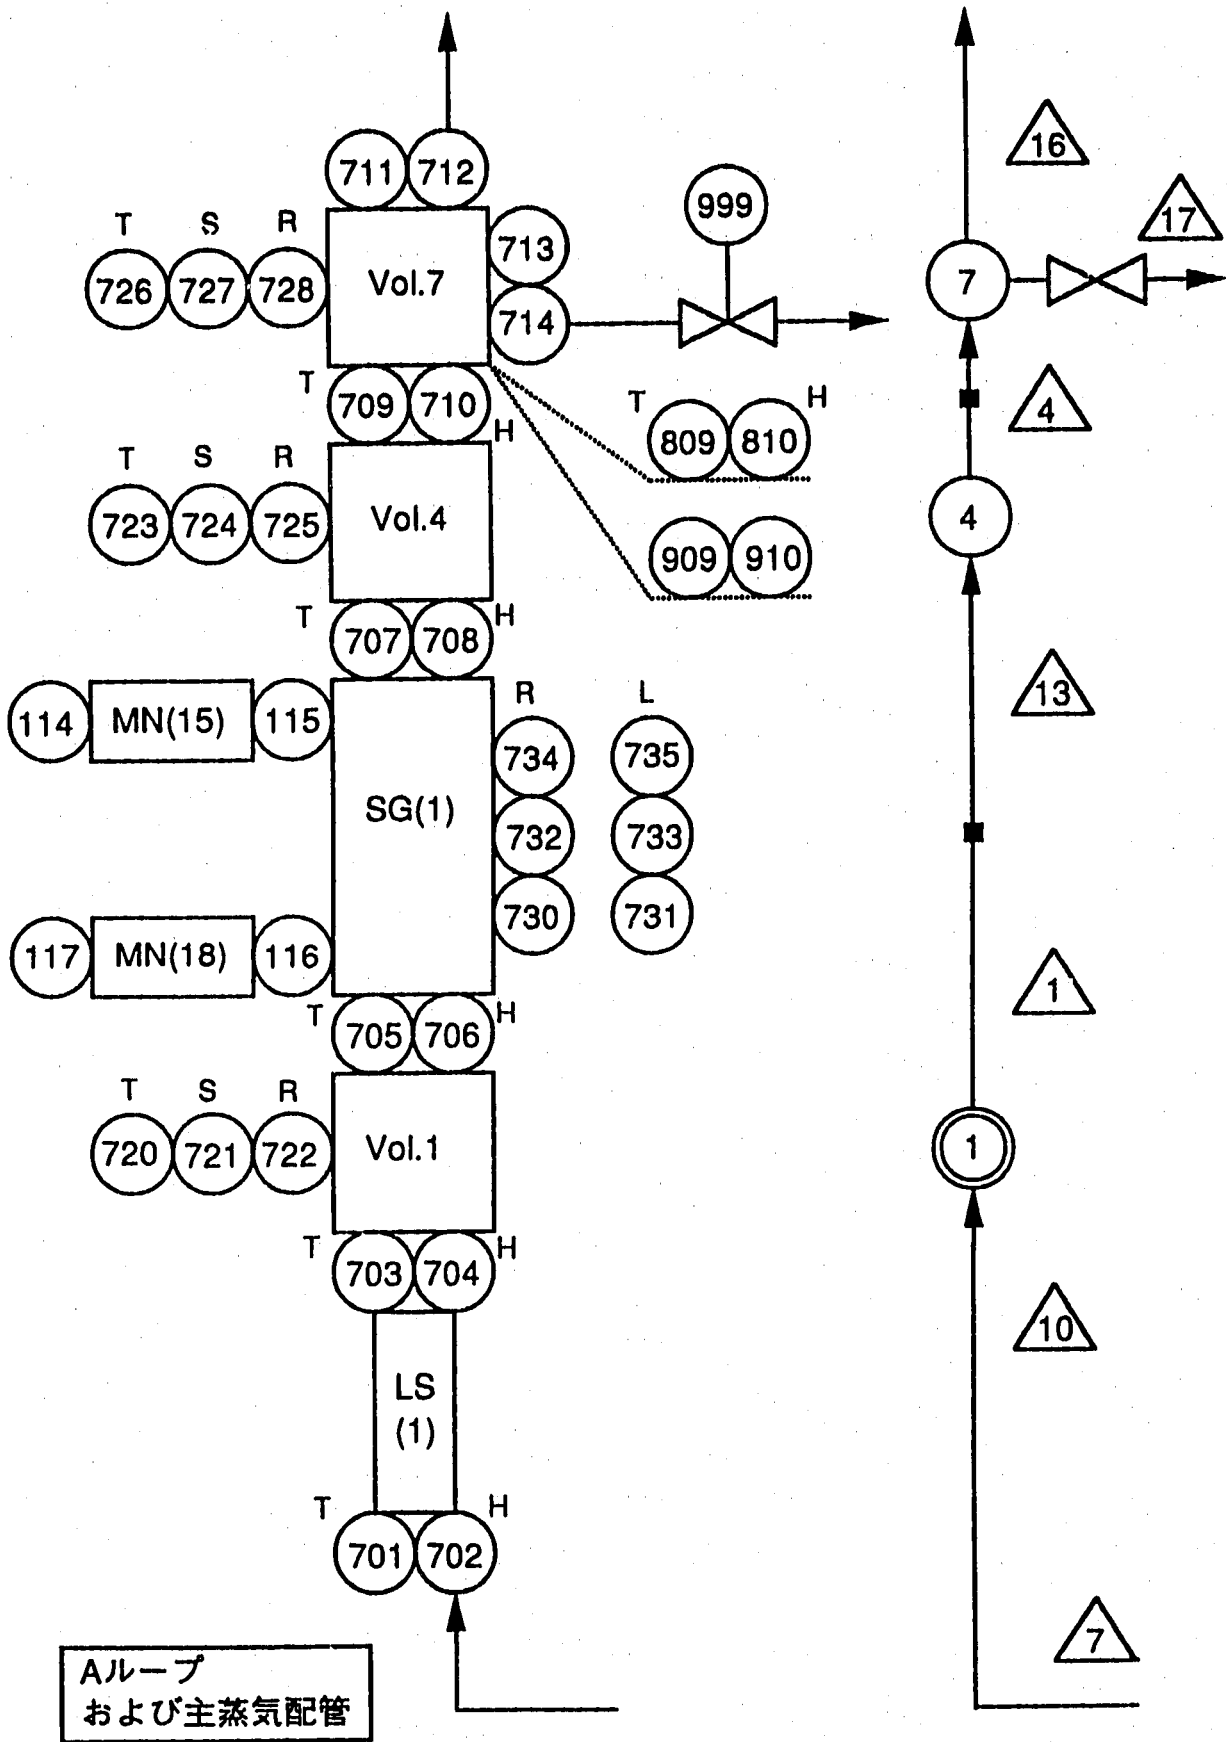 711 712
16
999
17
T S R
713
726 727 728
Vol.7
7
714
T 709 710 H
T 809 810 H
4
T S R
723 724 725
Vol.4
4
909 910
T 707 708 H
R L
13
114 MN(15) 115
734 735
SG(1)
732 733
730 731
117 MN(18) 116
1
T 705 706 H
T S R
720 721 722
Vol.1
1
T 703 704 H
10
LS
(1)
T 701 702 H
7
Aループ
および主蒸気配管